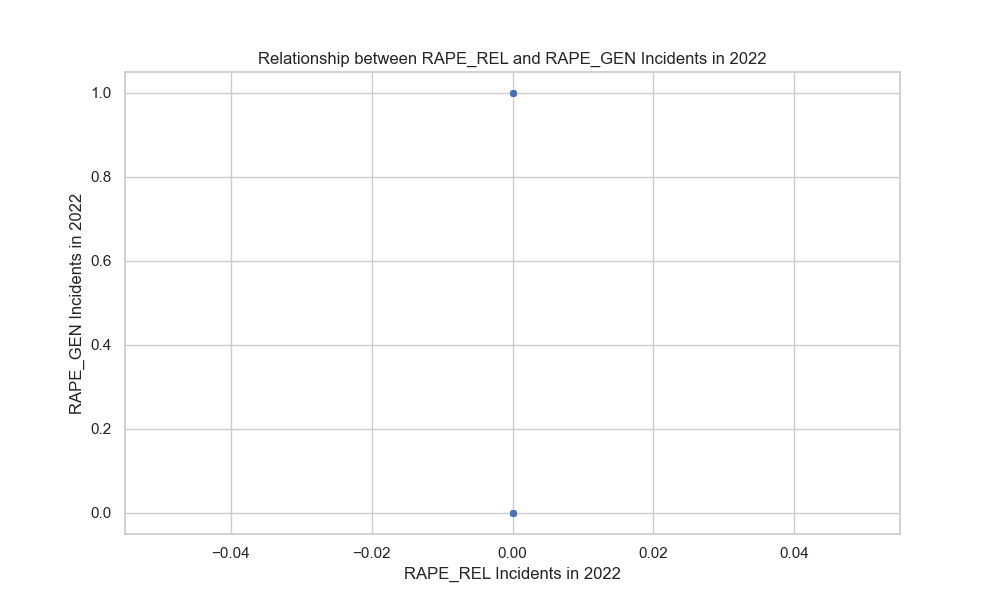 Relationship between RAPE_REL and RAPE_GEN Incidents in 2022
RAPE_GEN Incidents in 2022
1.0
0.8
0.6
0.4
0.2
0.0
−0.04 −0.02 0.00 0.02 0.04
RAPE_REL Incidents in 2022